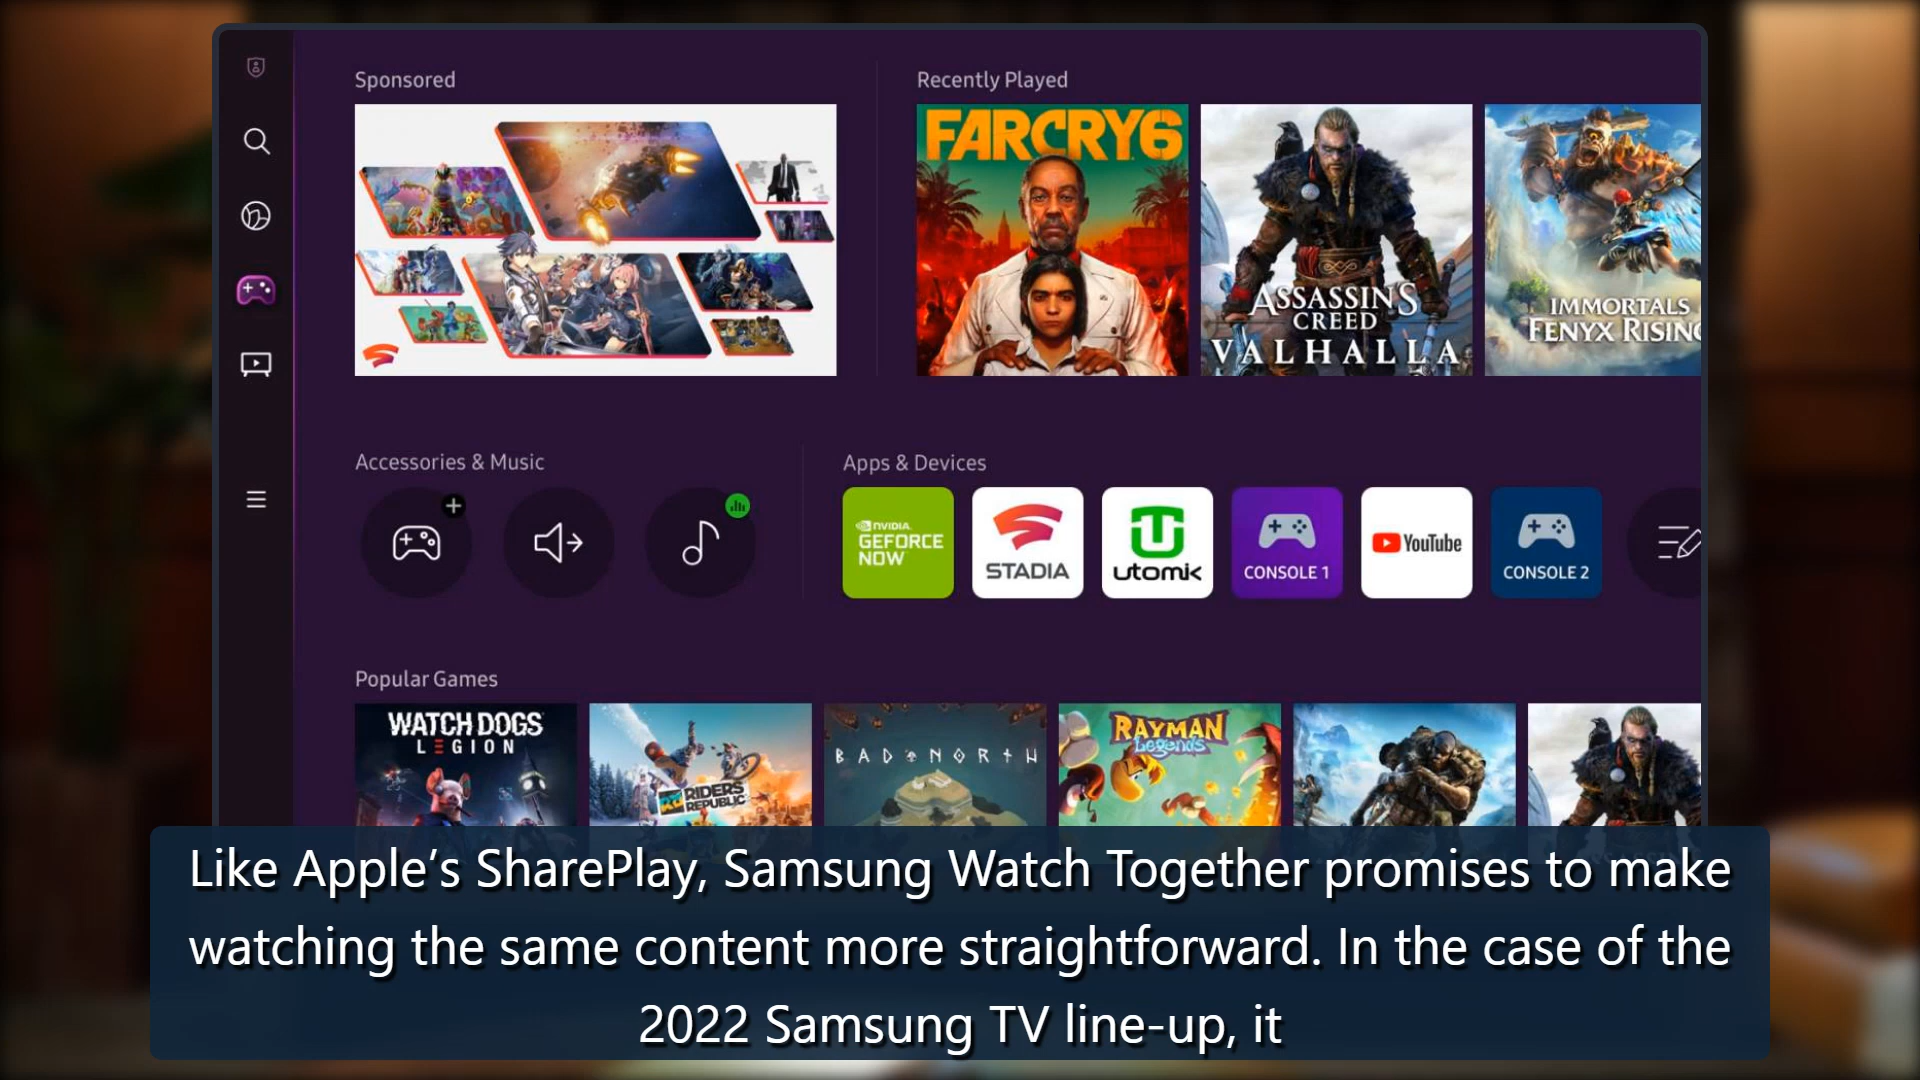 Sponsored
Recently Played
FARCRY6
ASSASSIN'S
CREED
VALHALLA
IMMORTALS
FENYX RISING
Accessories & Music
Apps & Devices
NVIDIA.
GEFORCE
NOW
STADIA
utomik
CONSOLE 1
YouTube
CONSOLE 2
Popular Games
WATCH DOGS
LEGION
RIDERS
REPUBLIC
BAD NORTH
RAYMAN
Legends
Like Apple’s SharePlay, Samsung Watch Together promises to make
watching the same content more straightforward. In the case of the
2022 Samsung TV line-up, it